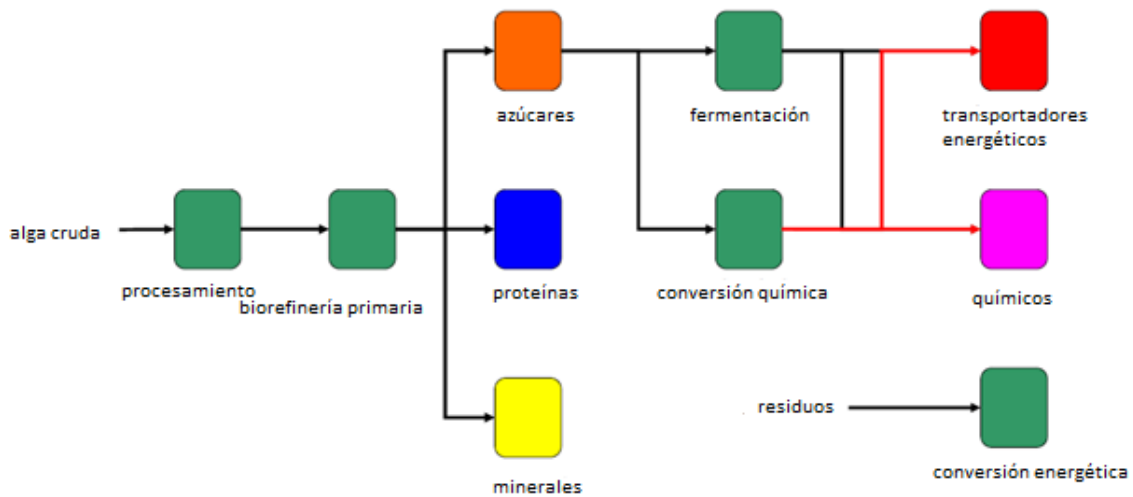 azúcares
fermentación
transportadores
energéticos
alga cruda
procesamiento
biorefinería primaria
proteínas
conversión química
químicos
residuos
minerales
conversión energética